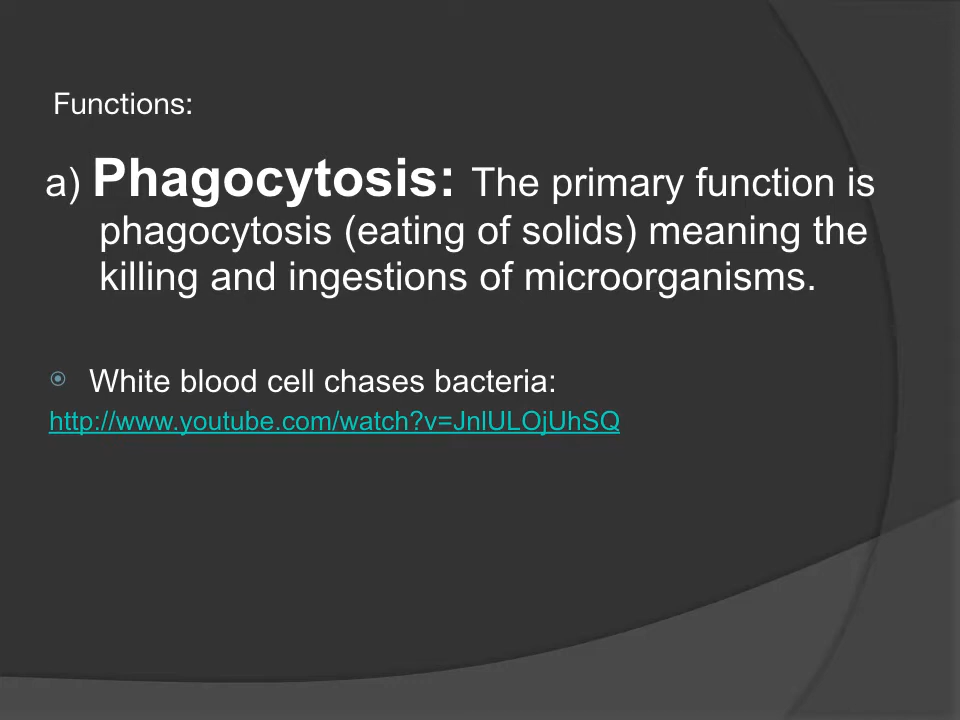 Functions:
a) Phagocytosis: The primary function is
phagocytosis (eating of solids) meaning the
killing and ingestions of microorganisms.
White blood cell chases bacteria:
http://www.youtube.com/watch?v=JnlULOjUhSQ